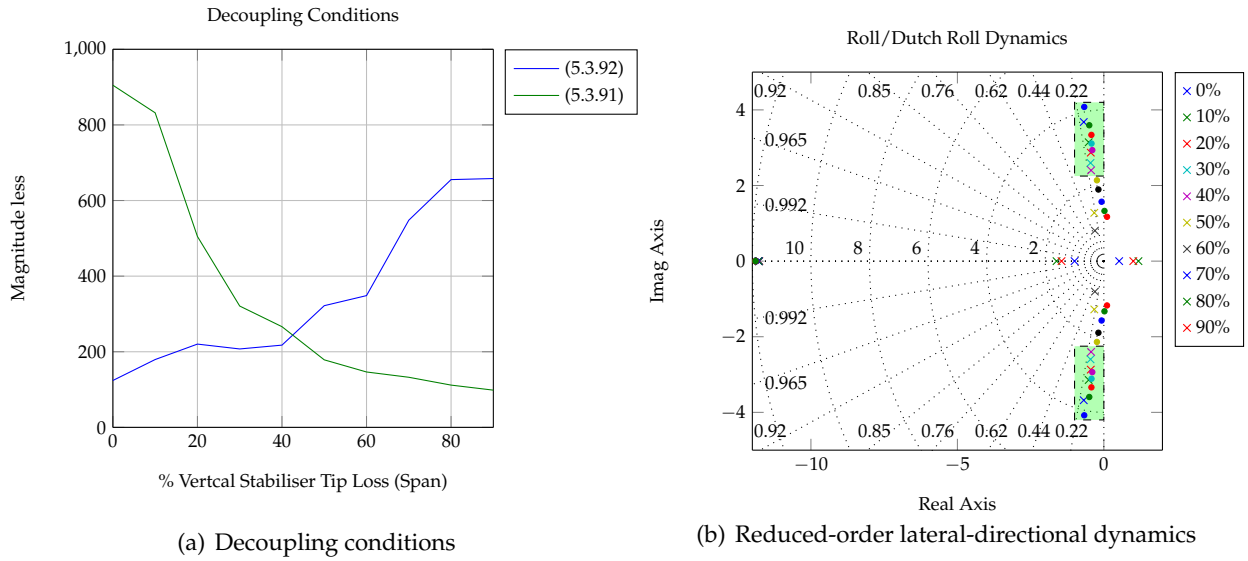 Decoupling Conditions
1,000
800
600
400
200
0
0 20 40 60 80
Magnitude less
% Vertcal Stabiliser Tip Loss (Span)
(5.3.92)
(5.3.91)
(a) Decoupling conditions
Roll/Dutch Roll Dynamics
0.92 0.85 0.76 0.62 0.44 0.22
0.965
0.992
10 8 6 4 2
0.992
0.965
0.92 0.85 0.76 0.62 0.44 0.22
4
2
0
−2
−4
−10 −5 0
Imag Axis
Real Axis
0%
10%
20%
30%
40%
50%
60%
70%
80%
90%
(b) Reduced-order lateral-directional dynamics